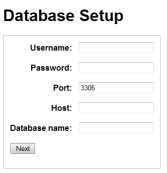 Database Setup
Username:
Password:
Port: 3306
Host:
Database name:
Next